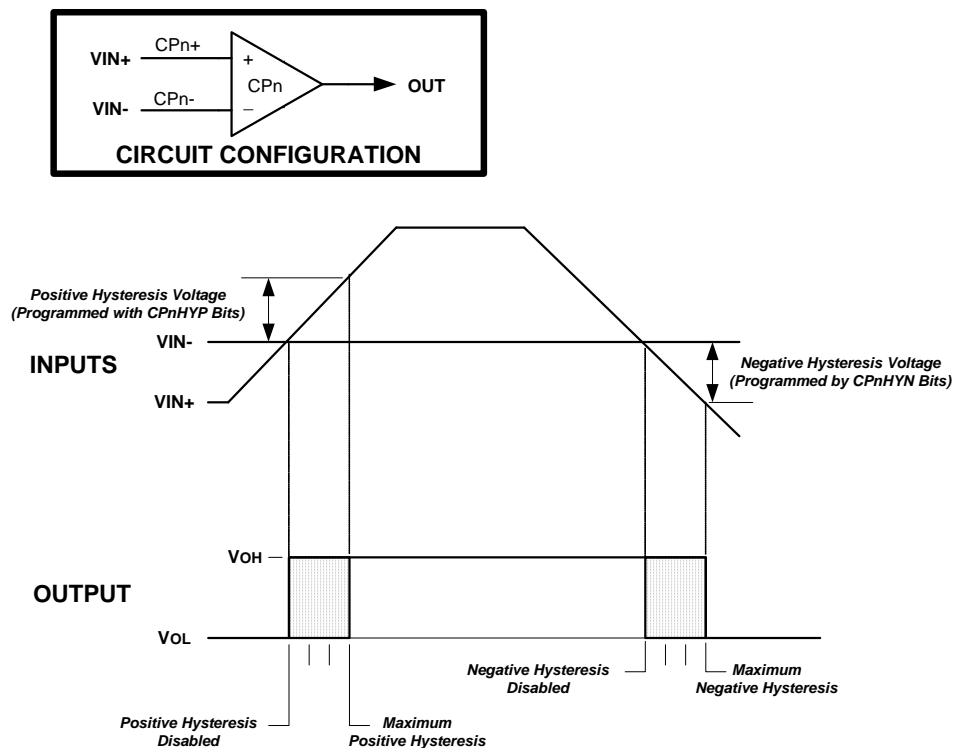 VIN+
CPn+
+
CPn
OUT
VIN-
CPn-
–
CIRCUIT CONFIGURATION
Positive Hysteresis Voltage
(Programmed with CPnHYP Bits)
VIN-
INPUTS
Negative Hysteresis Voltage
(Programmed by CPnHYN Bits)
VIN+
VOH
OUTPUT
VOL
Negative Hysteresis
Disabled
Maximum
Negative Hysteresis
Positive Hysteresis
Disabled
Maximum
Positive Hysteresis